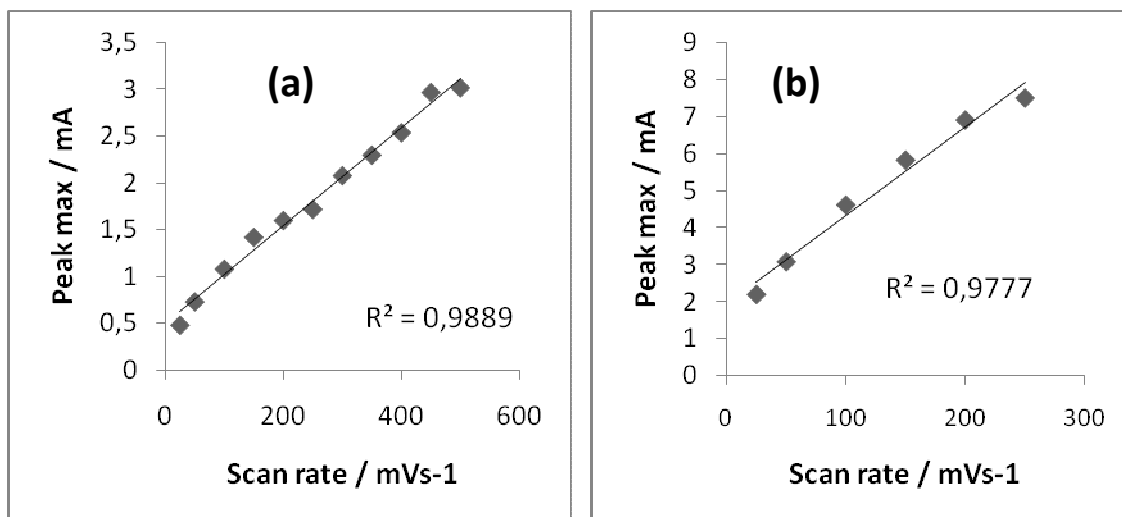 (a)
Peak max / mA
3,5
3
2,5
2
1,5
1
0,5
0
R² = 0,9889
0 200 400 600
Scan rate / mVs-1
(b)
Peak max / mA
9
8
7
6
5
4
3
2
1
0
R² = 0,9777
0 100 200 300
Scan rate / mVs-1